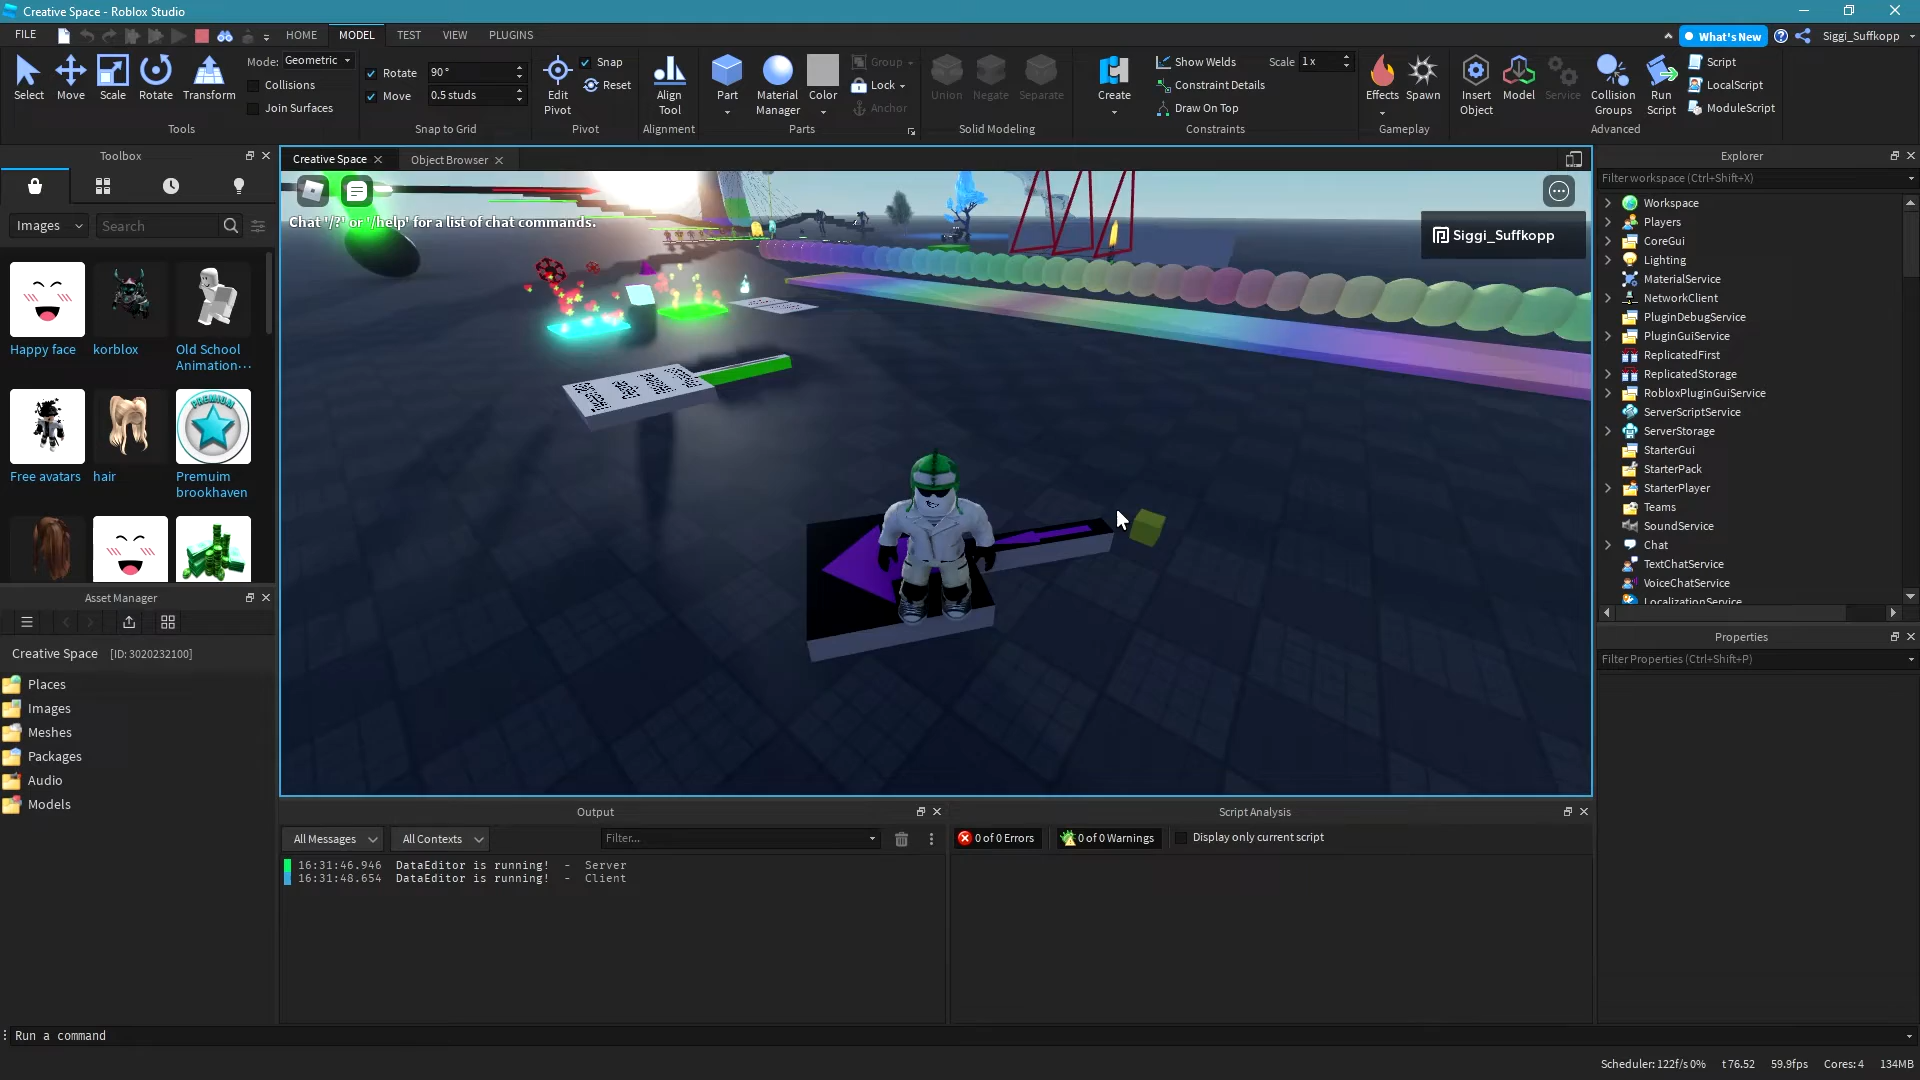 Creative Space - Roblox Studio
FILE HOME MODEL TEST VIEW PLUGINS What's New Siggi_Suffkopp
Select Move Scale Rotate Transform
Mode: Geometric
Collisions
Join Surfaces
Tools
Rotate 90°
Move 0.5 studs
Snap to Grid
Edit Pivot
Snap
Reset
Pivot
Align Tool
Alignment
Part Material Manager Color
Group
Lock
Anchor
Parts
Union Negate Separate
Solid Modeling
Create
Show Welds Scale 1x
Constraint Details
Draw On Top
Constraints
Effects Spawn
Gameplay
Insert Object Model Service Collision Groups Run Script
Script
LocalScript
ModuleScript
Advanced
Toolbox
Images Search
Happy face korblox Old School Animation···
Free avatars hair Premuim brookhaven
PREMIUM
Asset Manager
Creative Space [ID: 3020232100]
Places
Images
Meshes
Packages
Audio
Models
Creative Space Object Browser
Chat '/?' or '/help' for a list of chat commands.
Siggi_Suffkopp
Output
All Messages All Contexts Filter...
16:31:46.946 DataEditor is running! - Server
16:31:48.654 DataEditor is running! - Client
Script Analysis
0 of 0 Errors 0 of 0 Warnings Display only current script
Explorer
Filter workspace (Ctrl+Shift+X)
Workspace
Players
CoreGui
Lighting
MaterialService
NetworkClient
PluginDebugService
PluginGuiService
ReplicatedFirst
ReplicatedStorage
RobloxPluginGuiService
ServerScriptService
ServerStorage
StarterGui
StarterPack
StarterPlayer
Teams
SoundService
Chat
TextChatService
VoiceChatService
LocalizationService
Properties
Filter Properties (Ctrl+Shift+P)
Run a command
Scheduler: 122f/s 0% t 76.52 59.9fps Cores: 4 134MB